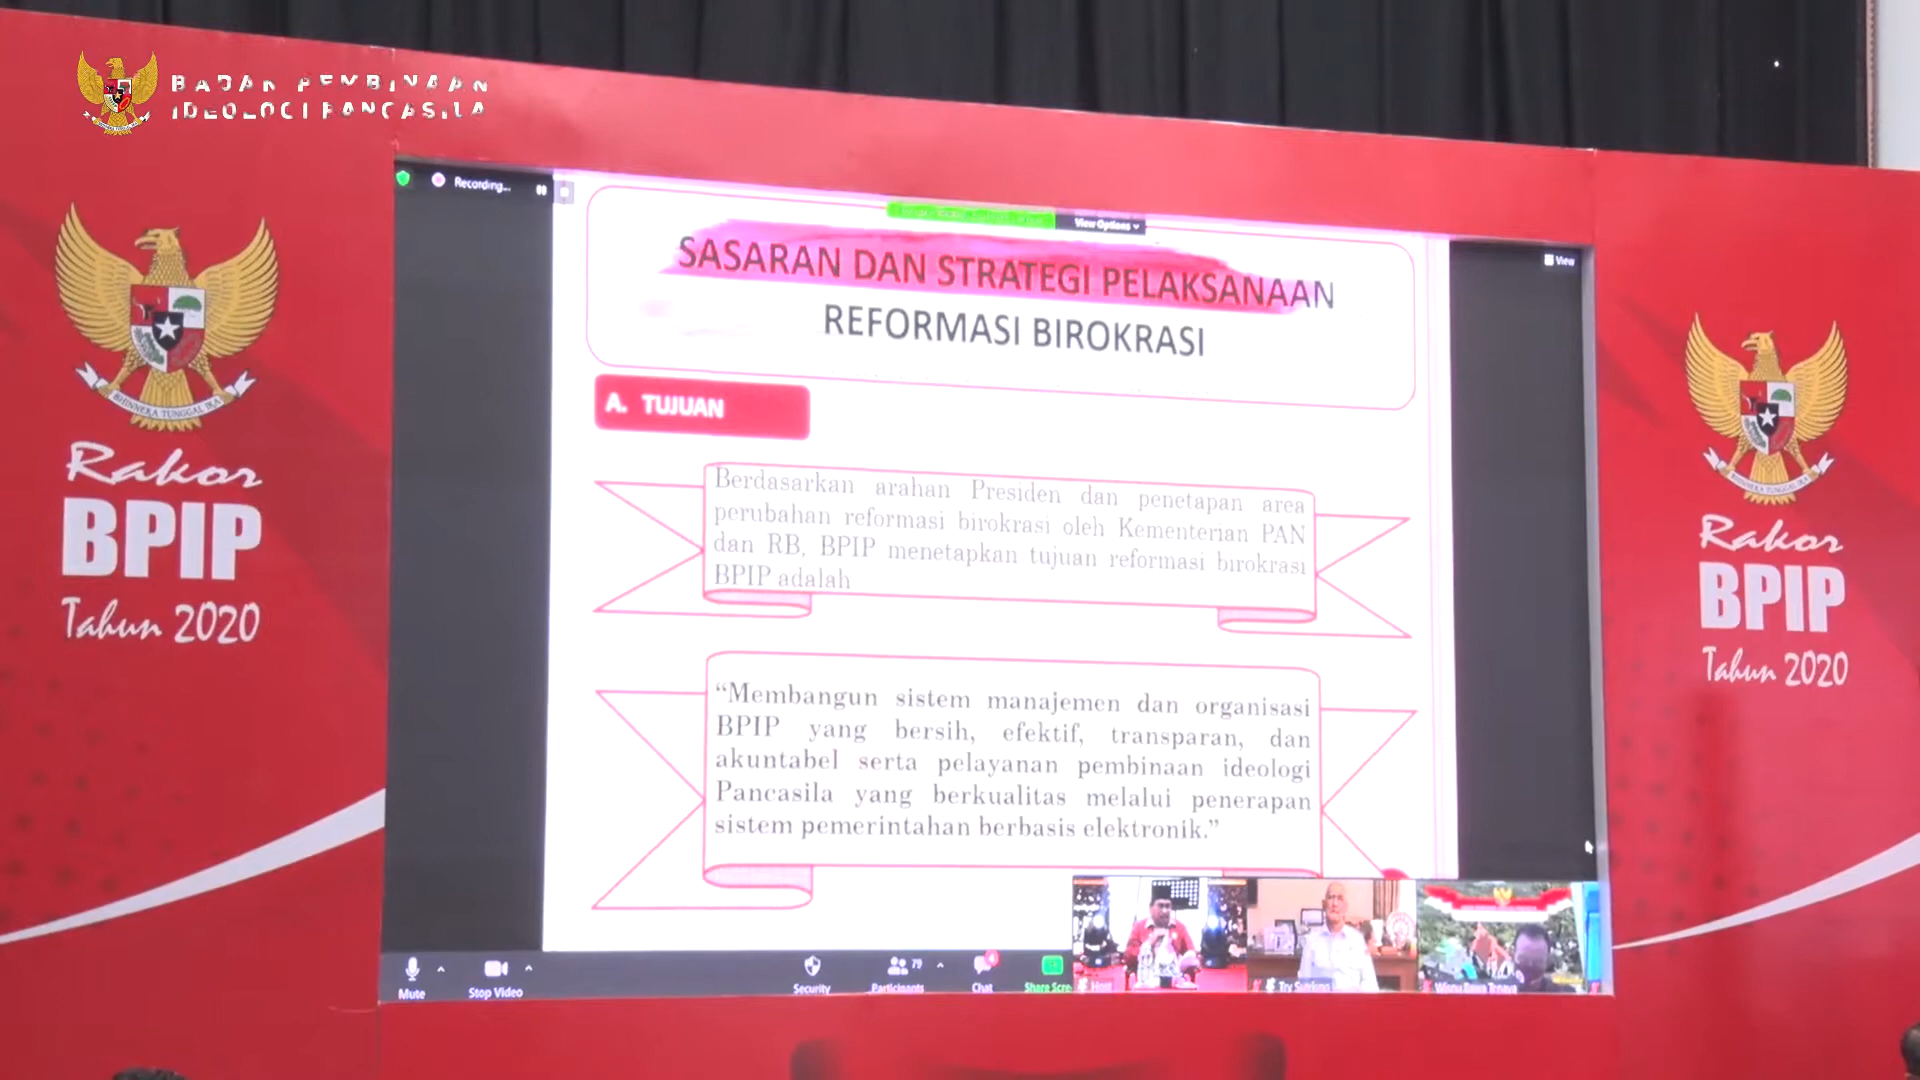 BADAN PEMBINAAN
IDEOLOGI PANCASILA
BHINNEKA TUNGGAL IKA
Rakor
BPIP
Tahun 2020
Recording...
View Options
View
SASARAN DAN STRATEGI PELAKSANAAN
REFORMASI BIROKRASI
A. TUJUAN
Berdasarkan arahan Presiden dan penetapan area
perubahan reformasi birokrasi oleh Kementerian PAN
dan RB, BPIP menetapkan tujuan reformasi birokrasi
BPIP adalah
“Membangun sistem manajemen dan organisasi
BPIP yang bersih, efektif, transparan, dan
akuntabel serta pelayanan pembinaan ideologi
Pancasila yang berkualitas melalui penerapan
sistem pemerintahan berbasis elektronik.”
Mute
Stop Video
Security
79
Participants
4
Chat
Share Scre
Host
Try Sutrisno
Wisnu Bawa Tenaya
Rakor
BPIP
Tahun 2020